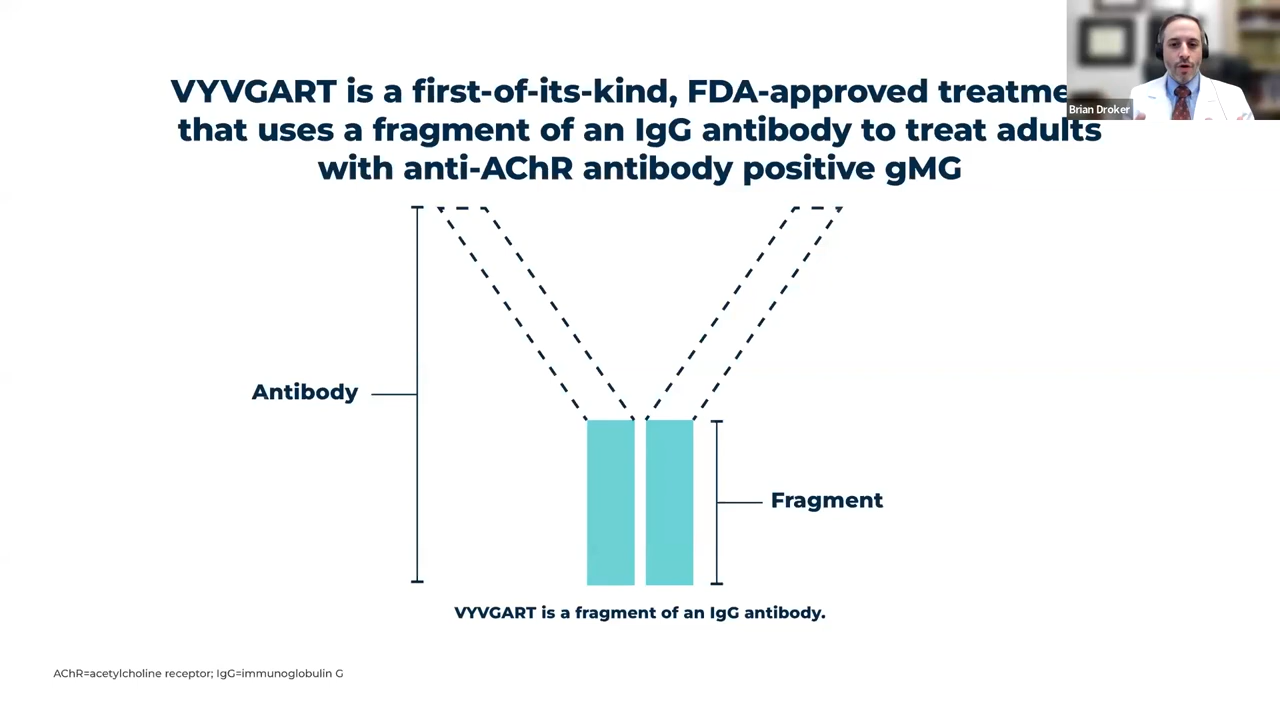 VYVGART is a first-of-its-kind, FDA-approved treatme
that uses a fragment of an IgG antibody to treat adults
with anti-AChR antibody positive gMG
Brian Droker
Antibody
Fragment
VYVGART is a fragment of an IgG antibody.
AChR=acetylcholine receptor; IgG=immunoglobulin G